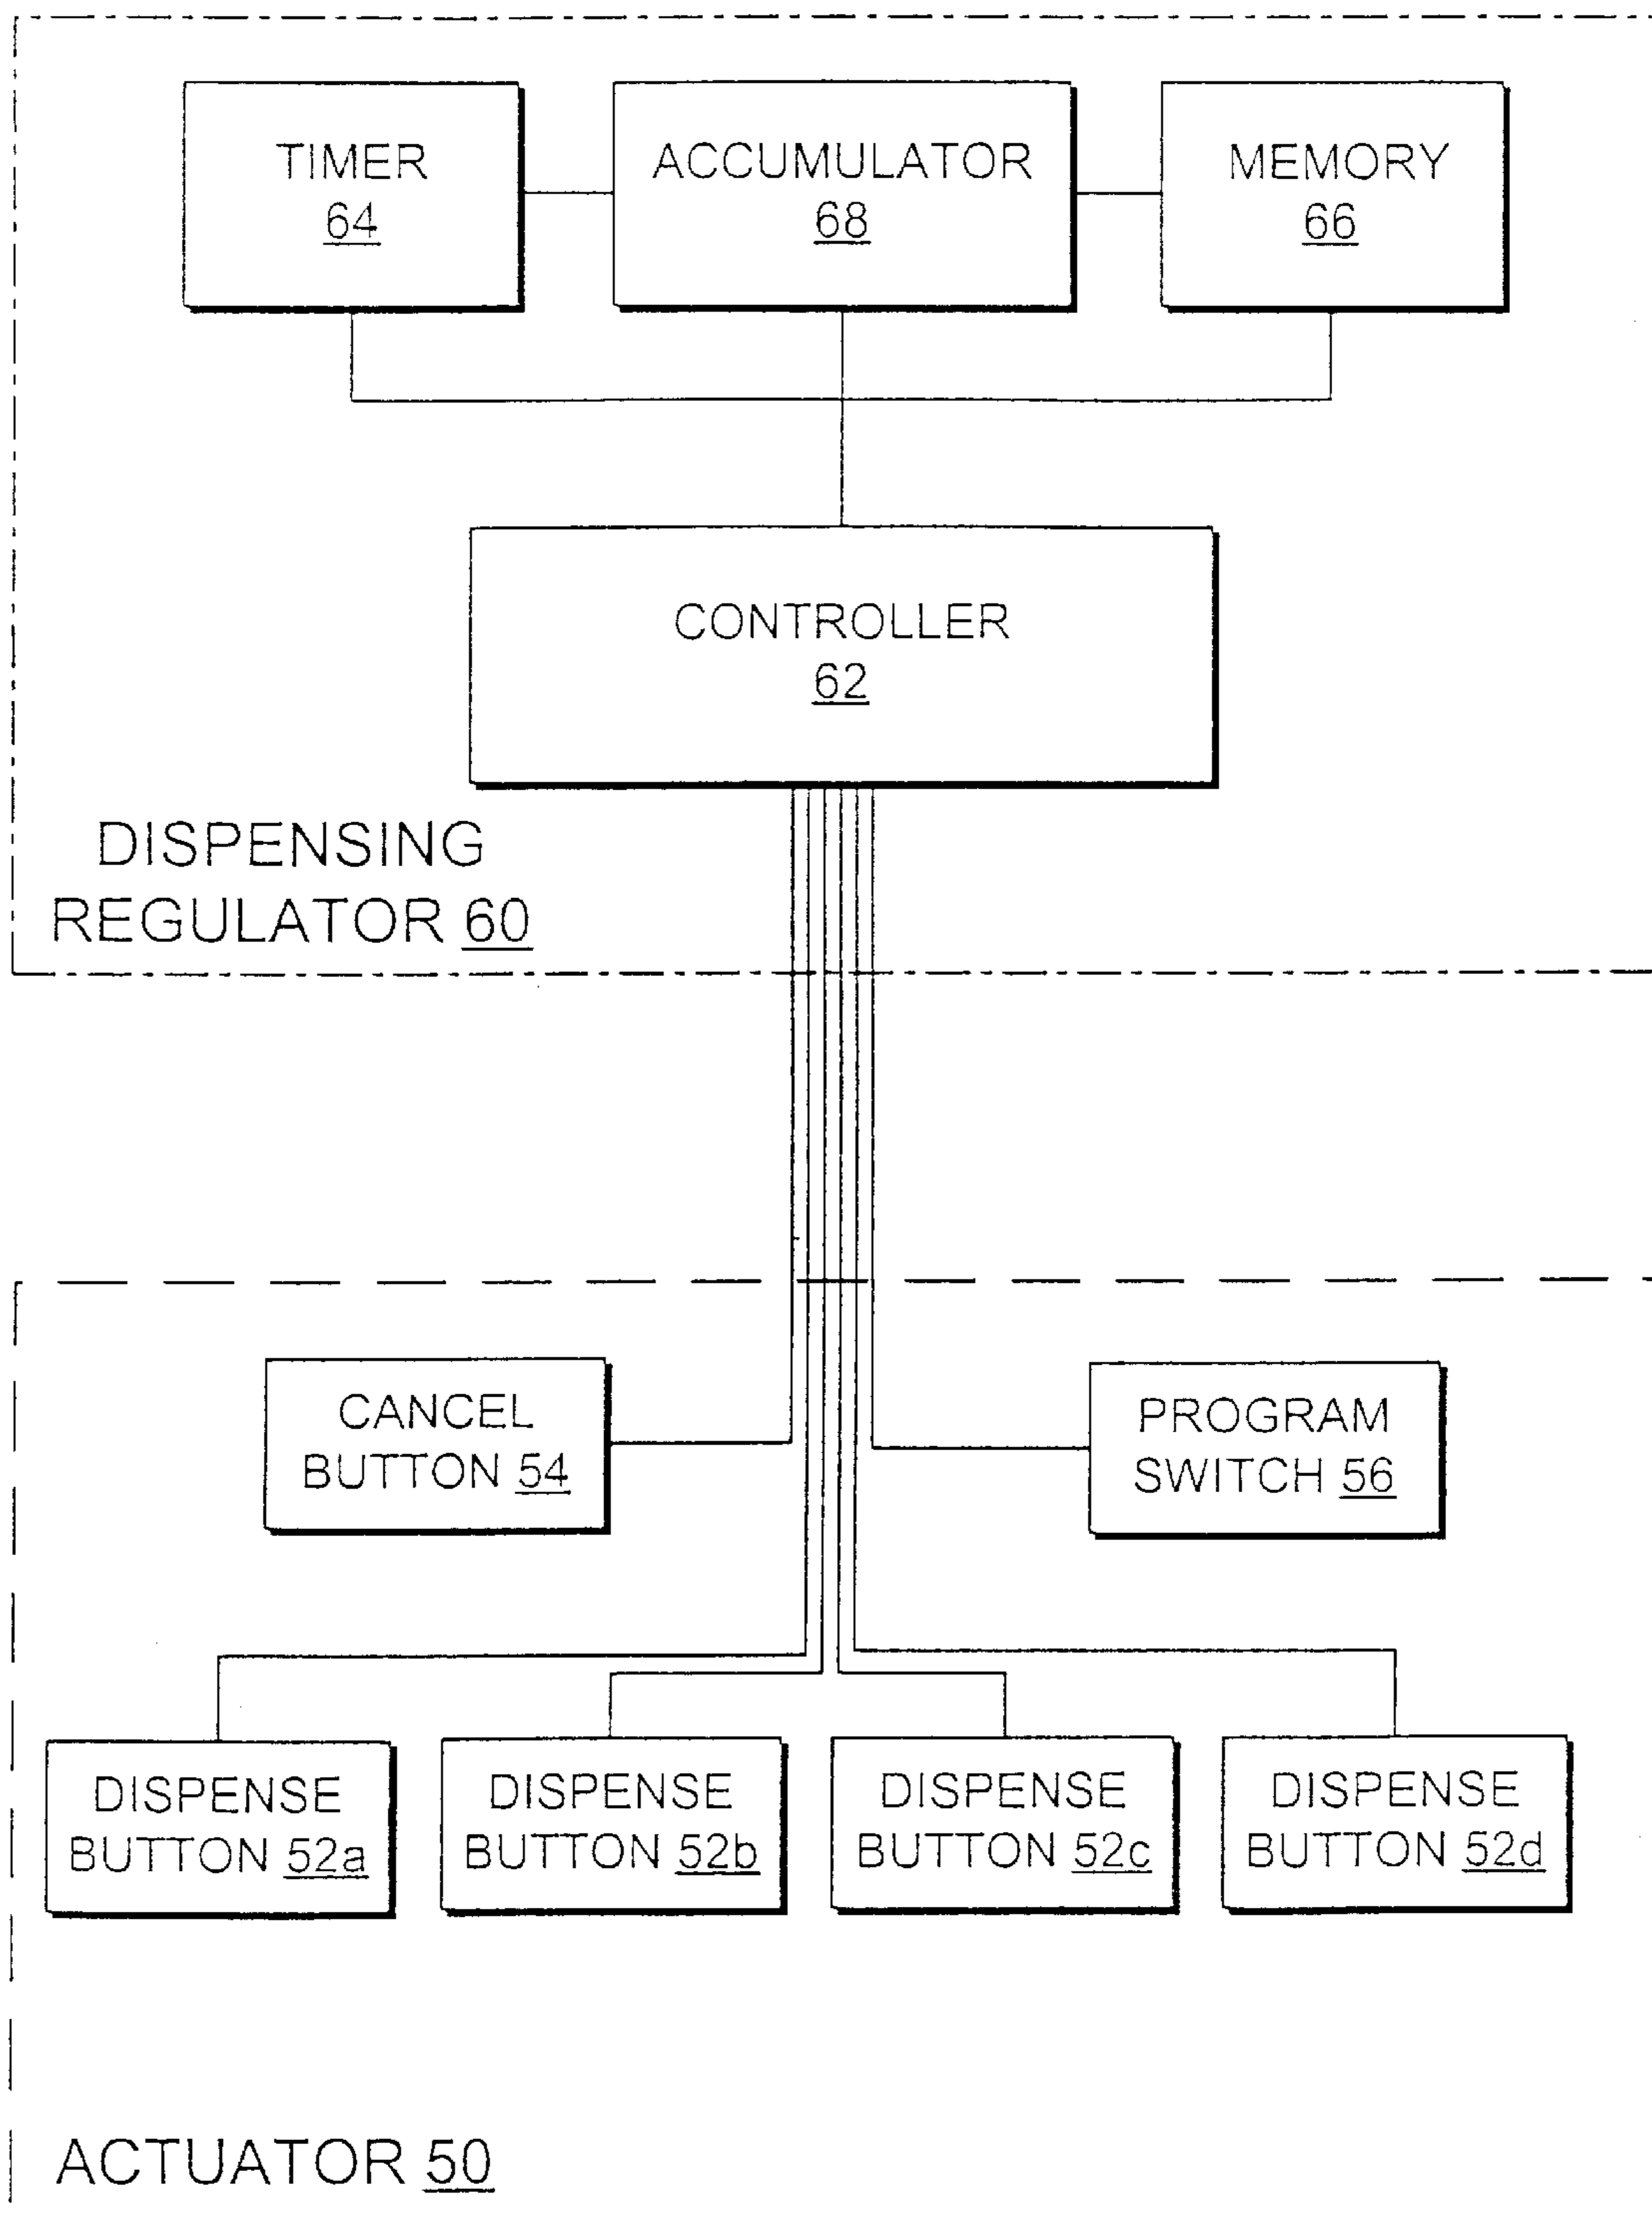 TIMER
64
ACCUMULATOR
68
MEMORY
66
CONTROLLER
62
DISPENSING
REGULATOR 60
CANCEL
BUTTON 54
PROGRAM
SWITCH 56
DISPENSE
BUTTON 52a
DISPENSE
BUTTON 52b
DISPENSE
BUTTON 52c
DISPENSE
BUTTON 52d
ACTUATOR 50